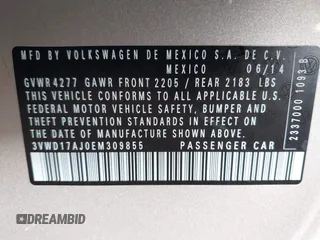 MFD BY VOLKSWAGEN DE MEXICO S.A. DE C.V.
MEXICO 06/14
GVWR4277 GAWR FRONT 2205 / REAR 2183 LBS
THIS VEHICLE CONFORMS TO ALL APPLICABLE
FEDERAL MOTOR VEHICLE SAFETY, BUMPER AND
THEFT PREVENTION STANDARDS IN EFFECT
ON THE DATE OF MANUFACTURE SHOWN ABOVE
3VWD17AJ0EM309855 PASSENGER CAR
2337000 1093 B
DREAMBID